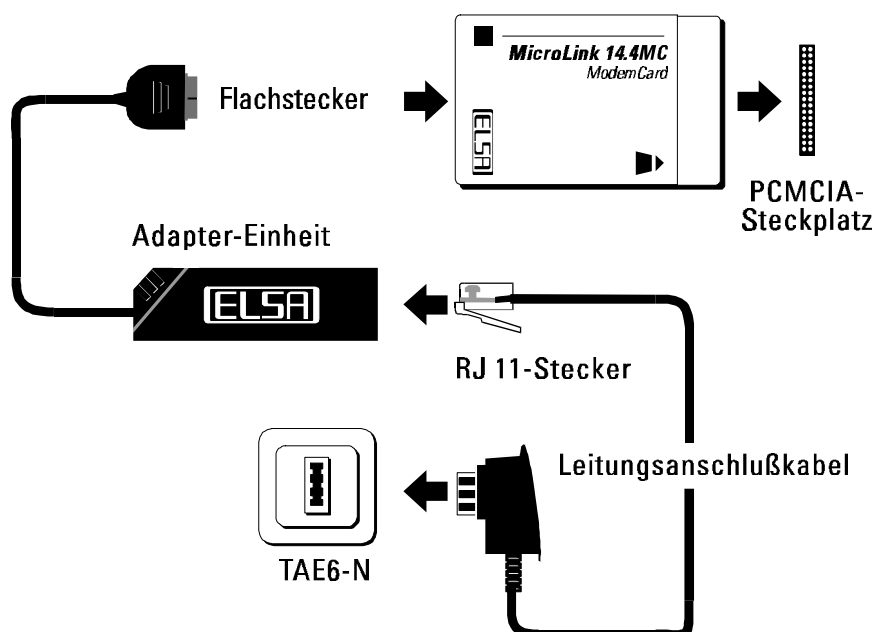 MicroLink 14.4MC
ModemCard
ELSA
Flachstecker
PCMCIA-
Steckplatz
Adapter-Einheit
ELSA
RJ 11-Stecker
Leitungsanschlußkabel
TAE6-N